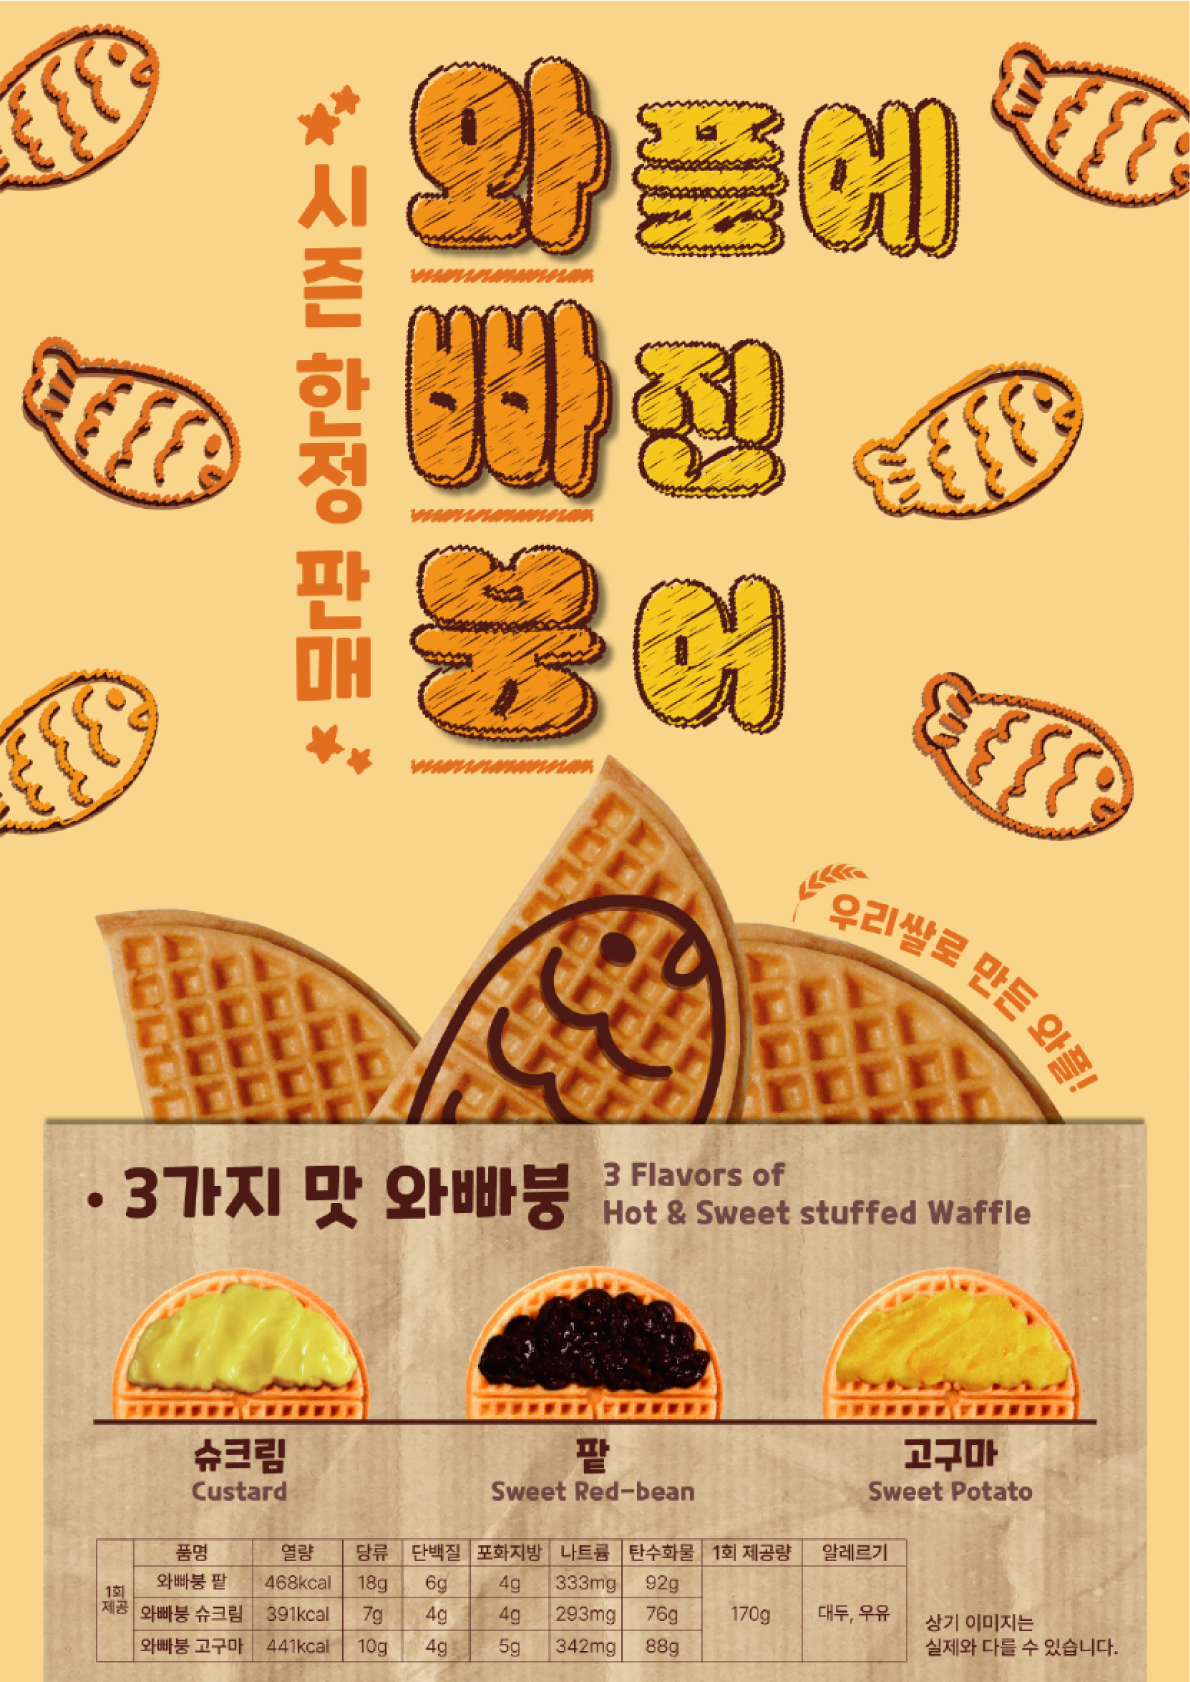 시즌 한정 판매
와플에
빠진
붕어
우리쌀로 만든 와플!
• 3가지 맛 와빠붕
3 Flavors of
Hot & Sweet stuffed Waffle
슈크림
Custard
팥
Sweet Red-bean
고구마
Sweet Potato
품명 열량 당류 단백질 포화지방 나트륨 탄수화물 1회 제공량 알레르기
1회 제공
와빠붕 팥 468kcal 18g 6g 4g 333mg 92g
와빠붕 슈크림 391kcal 7g 4g 4g 293mg 76g 170g 대두, 우유
와빠붕 고구마 441kcal 10g 4g 5g 342mg 88g
상기 이미지는
실제와 다를 수 있습니다.